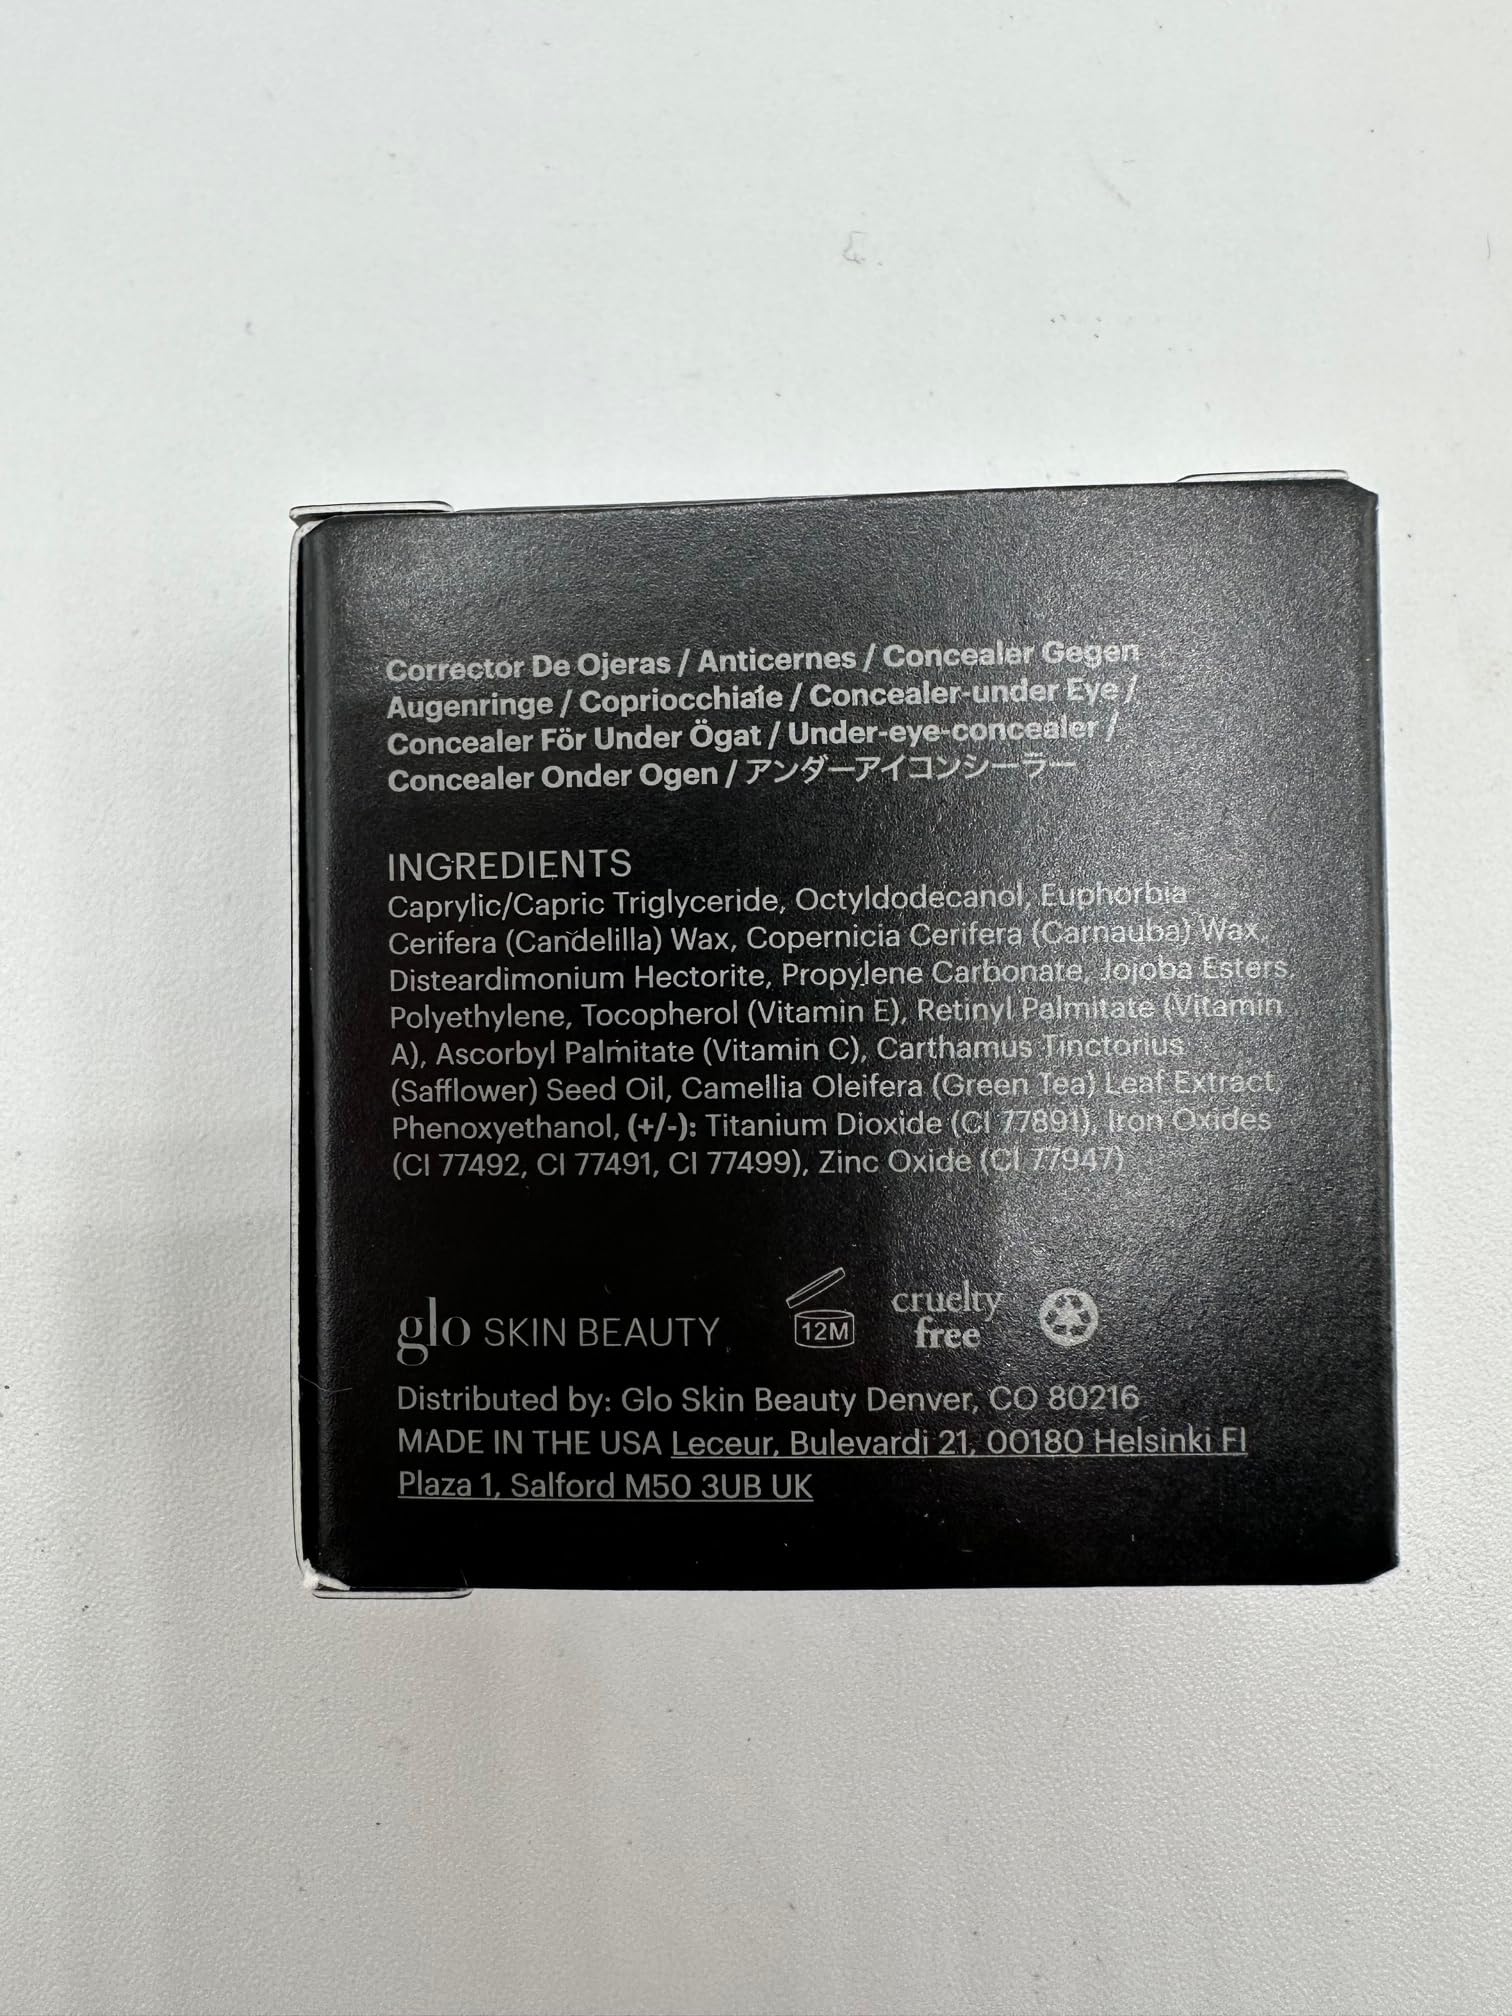 Corrector De Ojeras / Anticernes / Concealer Gegen
Augenringe / Copriocchiaie / Concealer-under Eye /
Concealer För Under Ögat / Under-eye-concealer /
Concealer Onder Ogen / アンダーアイコンシーラー
INGREDIENTS
Caprylic/Capric Triglyceride, Octyldodecanol, Euphorbia
Cerifera (Candelilla) Wax, Copernicia Cerifera (Carnauba) Wax,
Disteardimonium Hectorite, Propylene Carbonate, Jojoba Esters,
Polyethylene, Tocopherol (Vitamin E), Retinyl Palmitate (Vitamin
A), Ascorbyl Palmitate (Vitamin C), Carthamus Tinctorius
(Safflower) Seed Oil, Camellia Oleifera (Green Tea) Leaf Extract,
Phenoxyethanol, (+/-): Titanium Dioxide (CI 77891), Iron Oxides
(CI 77492, CI 77491, CI 77499), Zinc Oxide (CI 77947)
glo SKIN BEAUTY
12M
cruelty
free
Distributed by: Glo Skin Beauty Denver, CO 80216
MADE IN THE USA Leceur, Bulevardi 21, 00180 Helsinki FI
Plaza 1, Salford M50 3UB UK